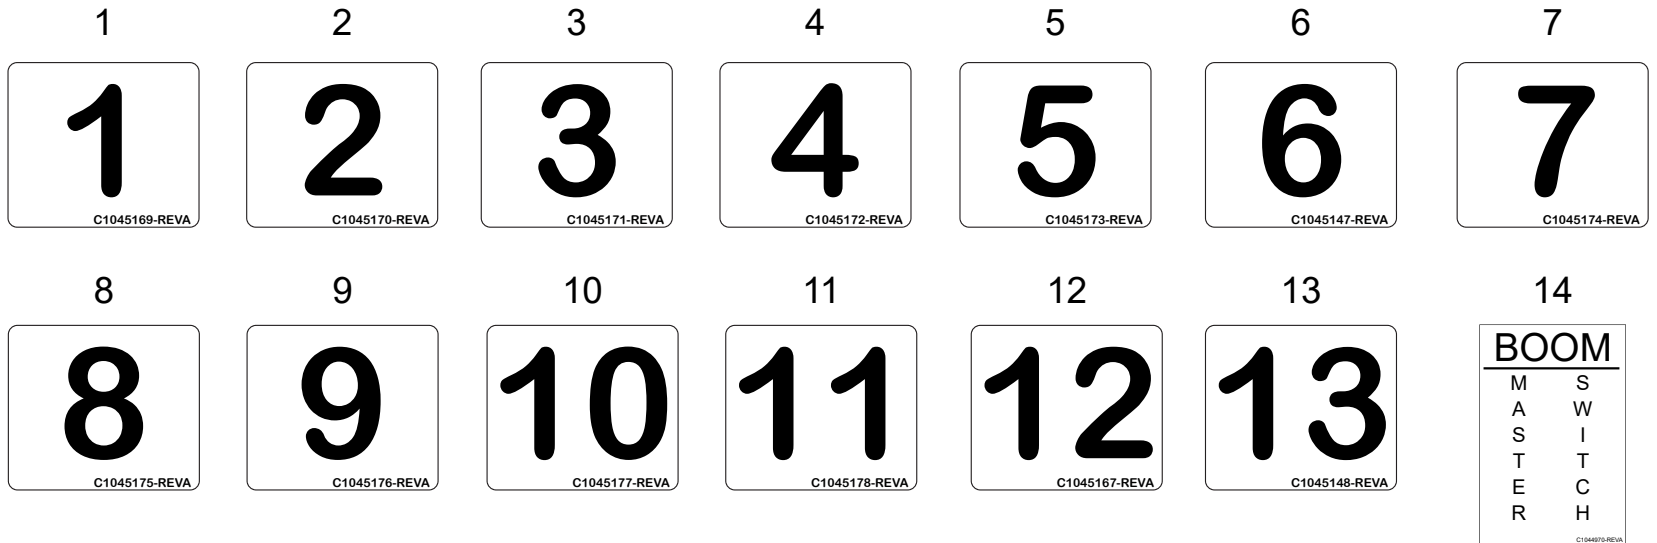 1 2 3 4 5 6 7
1 2 3 4 5 6 7
C1045169-REVA C1045170-REVA C1045171-REVA C1045172-REVA C1045173-REVA C1045147-REVA C1045174-REVA
8 9 10 11 12 13 14
8 9 10 11 12 13
C1045175-REVA C1045176-REVA C1045177-REVA C1045178-REVA C1045167-REVA C1045148-REVA
BOOM
M S
A W
S I
T T
E C
R H
C1044970-REVA